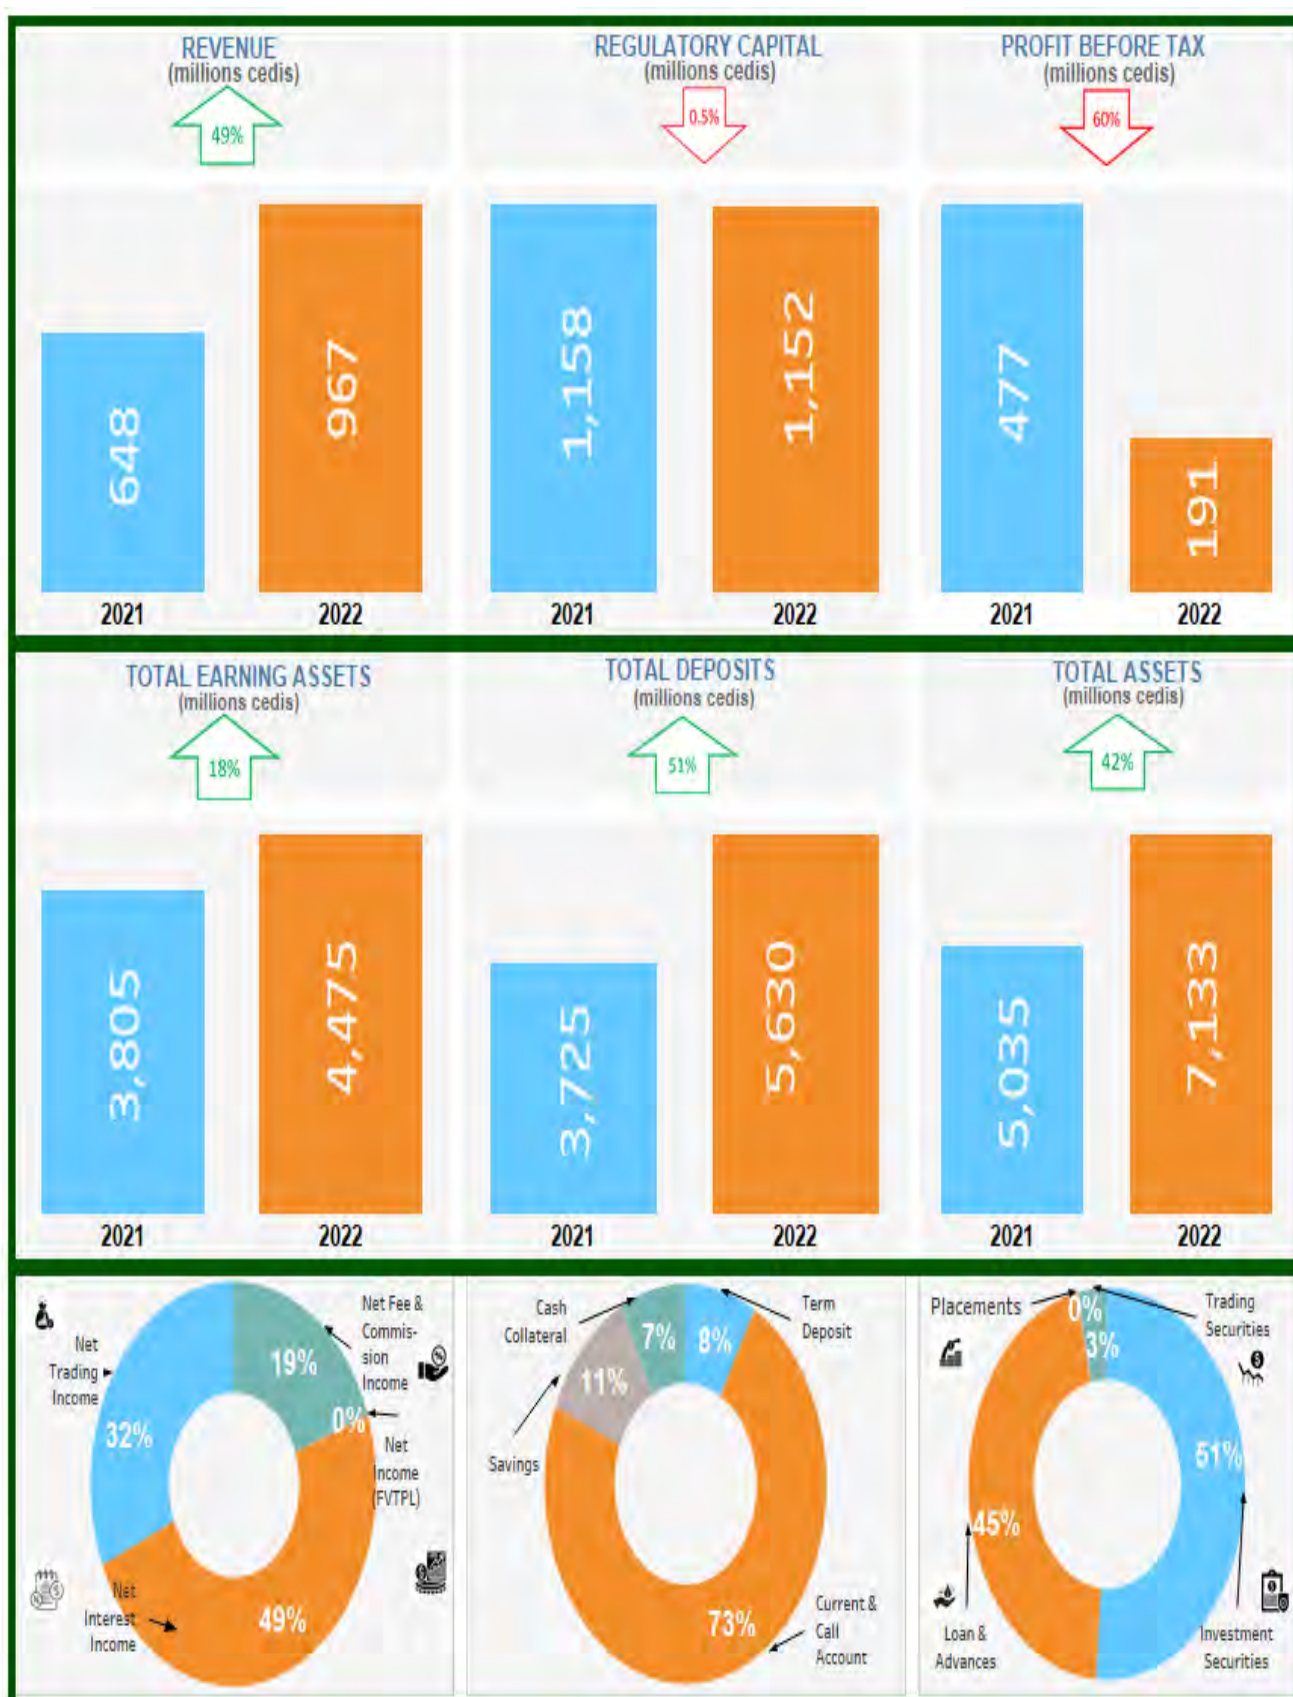 REVENUE
(millions cedis)
49%
648
967
2021
2022
REGULATORY CAPITAL
(millions cedis)
0.5%
1,158
1,152
2021
2022
PROFIT BEFORE TAX
(millions cedis)
60%
477
191
2021
2022
TOTAL EARNING ASSETS
(millions cedis)
18%
3,805
4,475
2021
2022
TOTAL DEPOSITS
(millions cedis)
51%
3,725
5,630
2021
2022
TOTAL ASSETS
(millions cedis)
42%
5,035
7,133
2021
2022
Net
Trading
Income
32%
Net Fee &
Commis-
sion
Income
19%
0%
Net
Income
(FVTPL)
Net
Interest
Income
49%
Cash
Collateral
7%
Term
Deposit
8%
11%
Savings
73%
Current &
Call
Account
Placements
0%
Trading
Securities
3%
51%
45%
Loan &
Advances
Investment
Securities